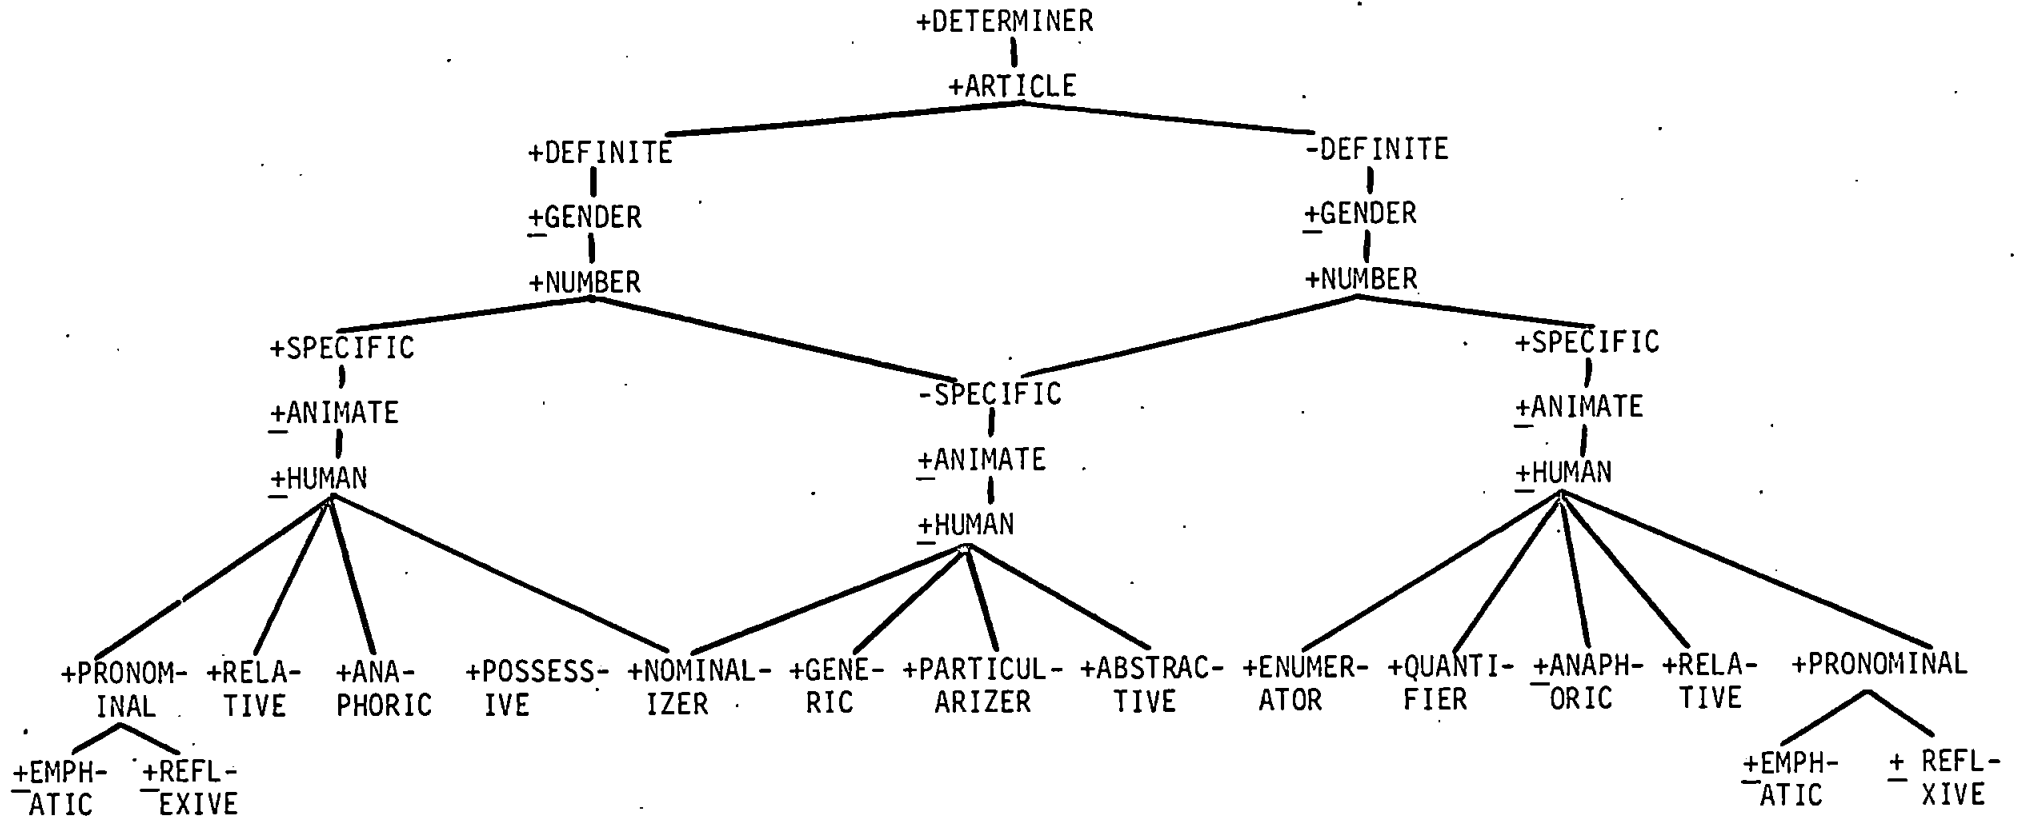 +DETERMINER
+ARTICLE
+DEFINITE -DEFINITE
±GENDER ±GENDER
+NUMBER +NUMBER
+SPECIFIC +SPECIFIC
-SPECIFIC
±ANIMATE ±ANIMATE
±ANIMATE
±HUMAN ±HUMAN
±HUMAN
+PRONOM- +RELA- +ANA- +POSSESS- +NOMINAL- +GENE- +PARTICUL- +ABSTRAC- +ENUMER- +QUANTI- ±ANAPH- +RELA- +PRONOMINAL
INAL TIVE PHORIC IVE IZER RIC ARIZER TIVE ATOR FIER ORIC TIVE
±EMPH- ±REFL- ±EMPH- ± REFL-
ATIC EXIVE ATIC XIVE